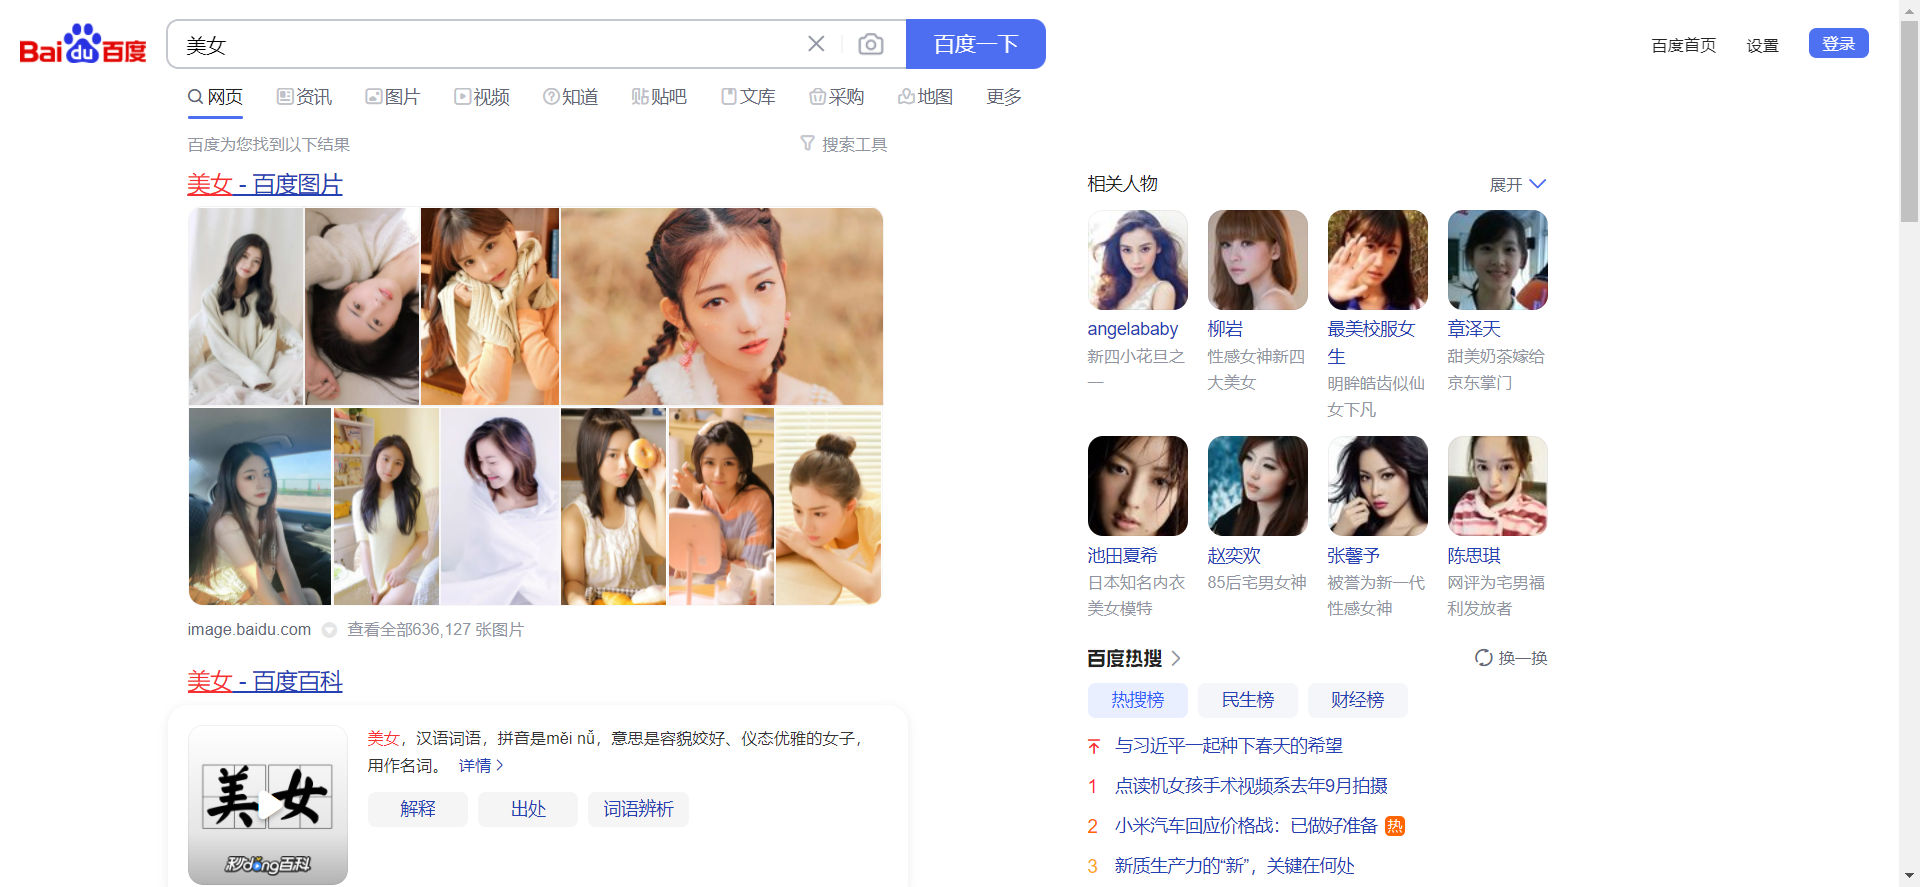 Bai du 百度
美女
百度一下
百度首页 设置 登录
网页 资讯 图片 视频 知道 贴吧 文库 采购 地图 更多
百度为您找到以下结果 搜索工具
美女 - 百度图片
image.baidu.com 查看全部636,127 张图片
美女 - 百度百科
美女，汉语词语，拼音是měi nǚ，意思是容貌姣好、仪态优雅的女子，
用作名词。 详情
解释 出处 词语辨析
美女
秒dǒng百科
相关人物 展开
angelababy 柳岩 最美校服女 章泽天
生
新四小花旦之 性感女神新四 明眸皓齿似仙 甜美奶茶嫁给
一 大美女 女下凡 京东掌门
池田夏希 赵奕欢 张馨予 陈思琪
日本知名内衣 85后宅男女神 被誉为新一代 网评为宅男福
美女模特 性感女神 利发放者
百度热搜 换一换
热搜榜 民生榜 财经榜
与习近平一起种下春天的希望
1 点读机女孩手术视频系去年9月拍摄
2 小米汽车回应价格战：已做好准备 热
3 新质生产力的“新”，关键在何处